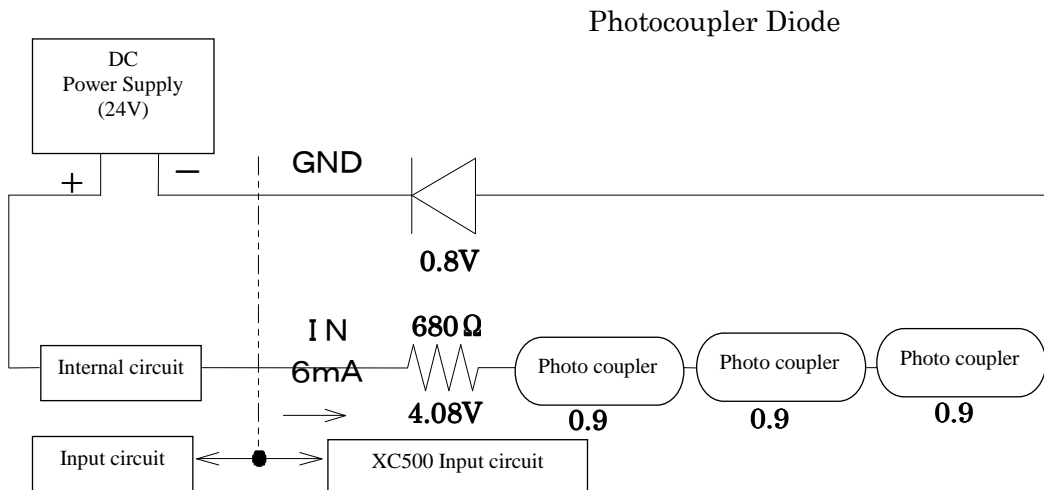 Photocoupler Diode
DC
Power Supply
(24V)
+
−
GND
0.8V
IN
680Ω
6mA
Internal circuit
Photo coupler
Photo coupler
Photo coupler
4.08V
0.9
0.9
0.9
Input circuit
XC500 Input circuit